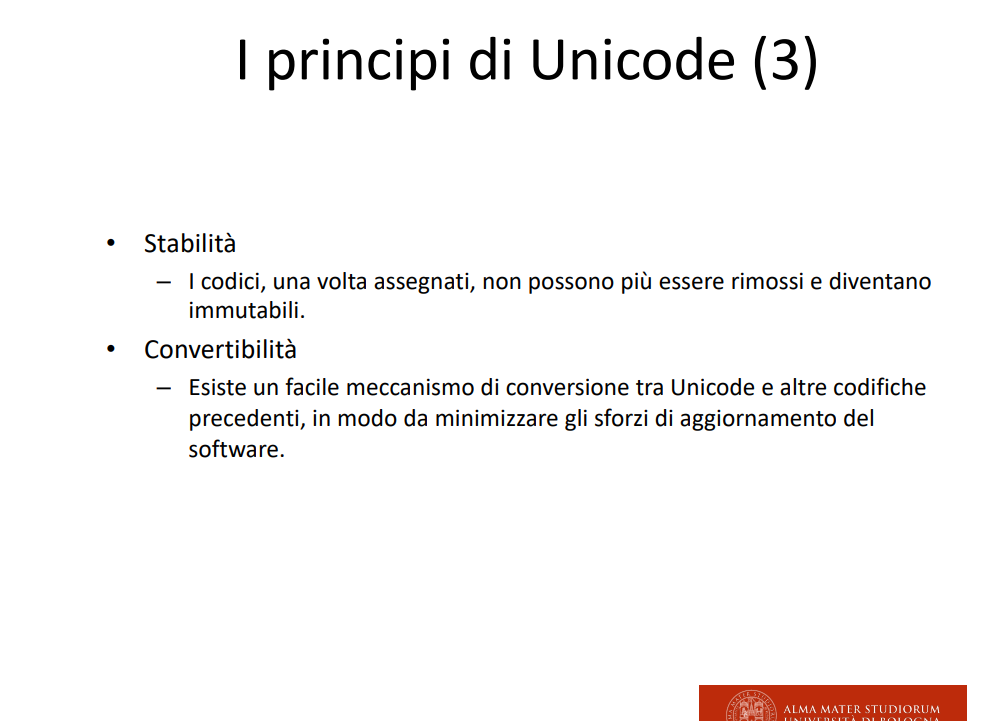 I principi di Unicode (3)
• Stabilità
– I codici, una volta assegnati, non possono più essere rimossi e diventano
immutabili.
• Convertibilità
– Esiste un facile meccanismo di conversione tra Unicode e altre codifiche
precedenti, in modo da minimizzare gli sforzi di aggiornamento del
software.
ALMA MATER STUDIORUM
UNIVERSITÀ DI BOLOGNA